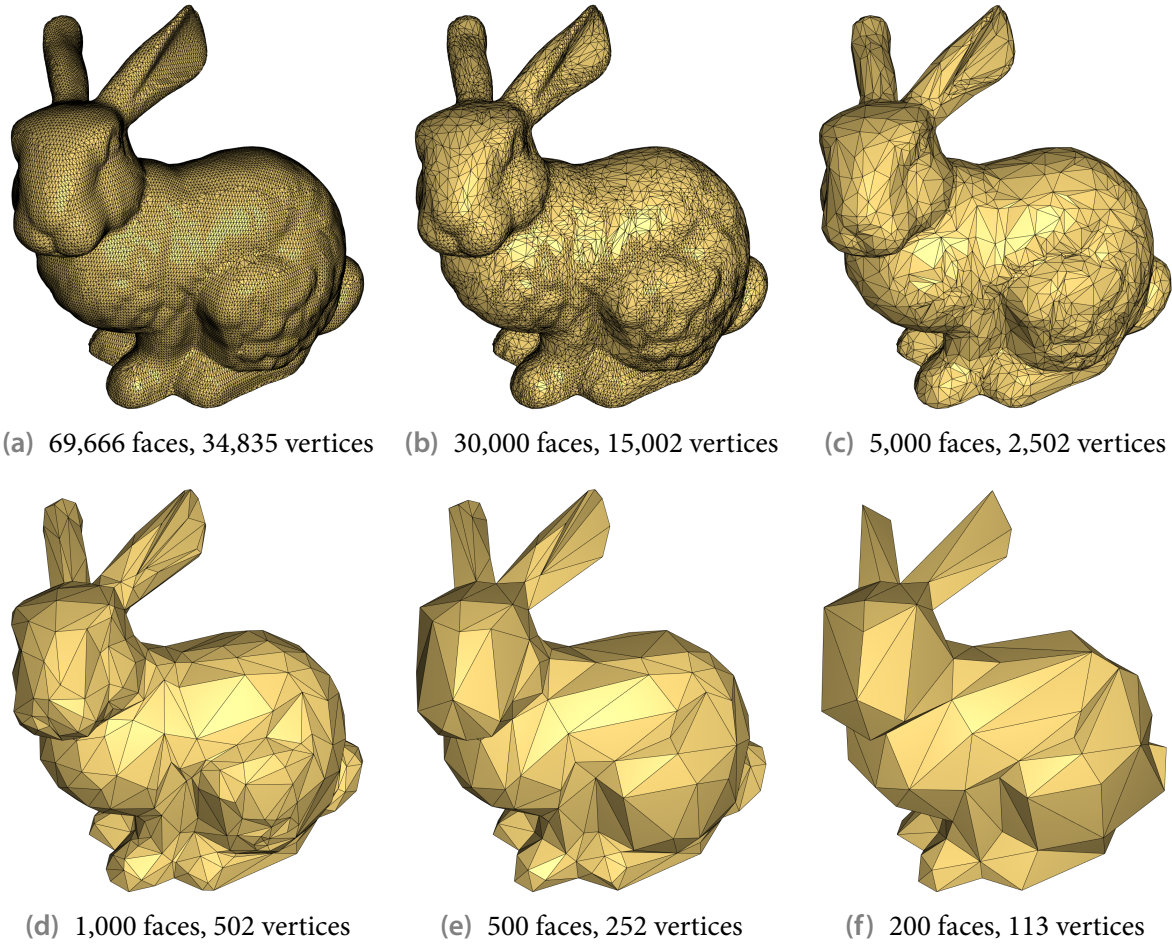 (a) 69,666 faces, 34,835 vertices
(b) 30,000 faces, 15,002 vertices
(c) 5,000 faces, 2,502 vertices
(d) 1,000 faces, 502 vertices
(e) 500 faces, 252 vertices
(f) 200 faces, 113 vertices